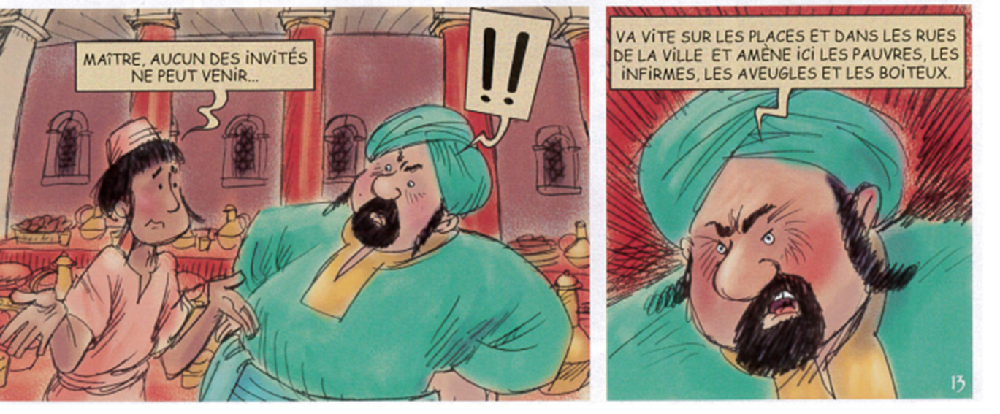 MAÎTRE, AUCUN DES INVITÉS
NE PEUT VENIR...
!!
VA VITE SUR LES PLACES ET DANS LES RUES
DE LA VILLE ET AMÈNE ICI LES PAUVRES, LES
INFIRMES, LES AVEUGLES ET LES BOITEUX.
13